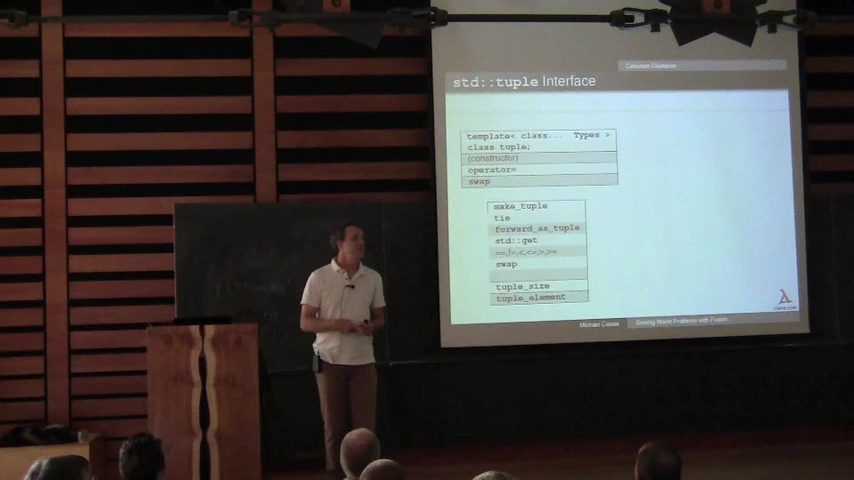 std::tuple Interface
template< class... Types >
class tuple;
(constructor)
operator=
swap
make_tuple
tie
forward_as_tuple
std::get
==,!=,<,<=,>,>=
swap
tuple_size
tuple_element
λ
Michael Caisse
Solving World Problems with Fusion